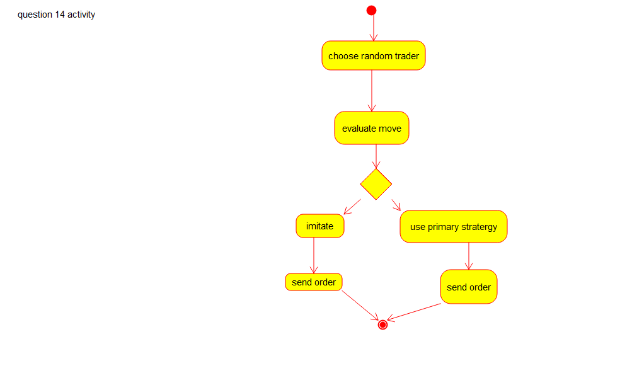 question 14 activity
choose random trader
evaluate move
imitate
use primary stratergy
send order
send order